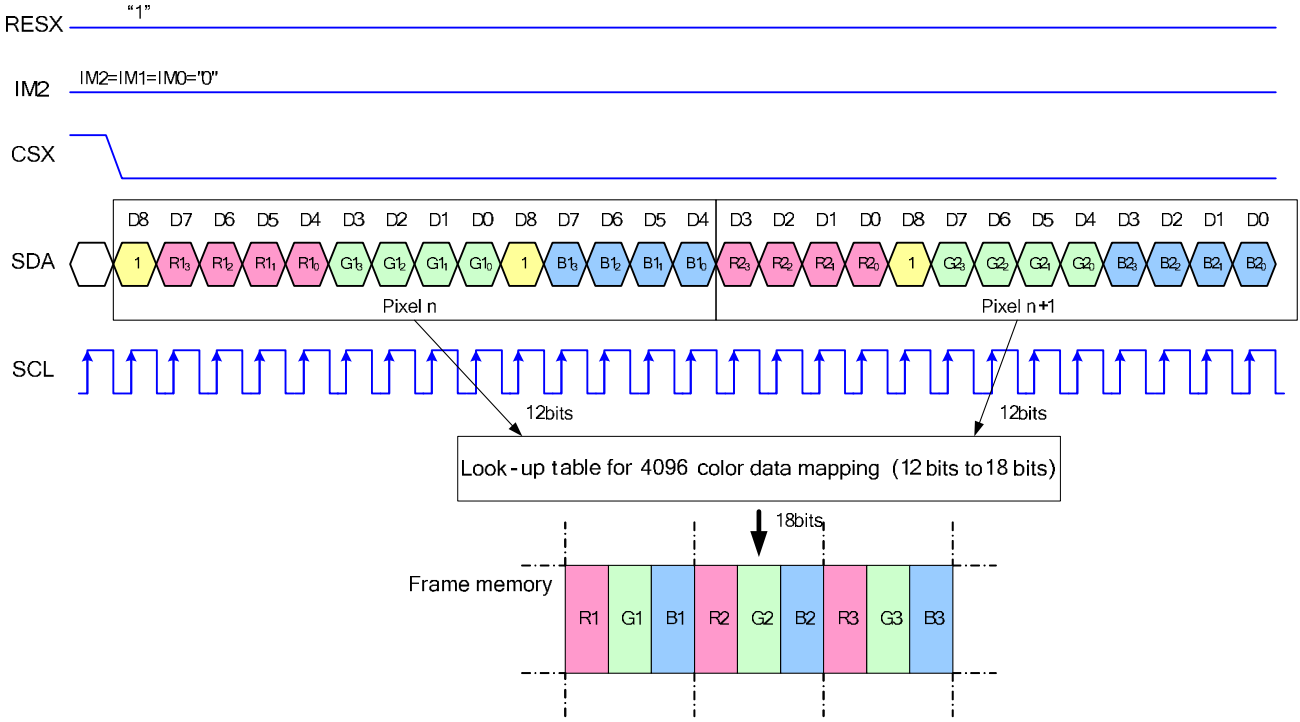 RESX "1"
IM2 IM2=IM1=IM0="0"
CSX
D8 D7 D6 D5 D4 D3 D2 D1 D0 D8 D7 D6 D5 D4 D3 D2 D1 D0 D8 D7 D6 D5 D4 D3 D2 D1 D0
SDA 1 R1₃ R1₂ R1₁ R1₀ G1₃ G1₂ G1₁ G1₀ 1 B1₃ B1₂ B1₁ B1₀ R2₃ R2₂ R2₁ R2₀ 1 G2₃ G2₂ G2₁ G2₀ B2₃ B2₂ B2₁ B2₀
Pixel n Pixel n+1
SCL
12bits 12bits
Look-up table for 4096 color data mapping (12 bits to 18 bits)
18bits
Frame memory
R1 G1 B1 R2 G2 B2 R3 G3 B3